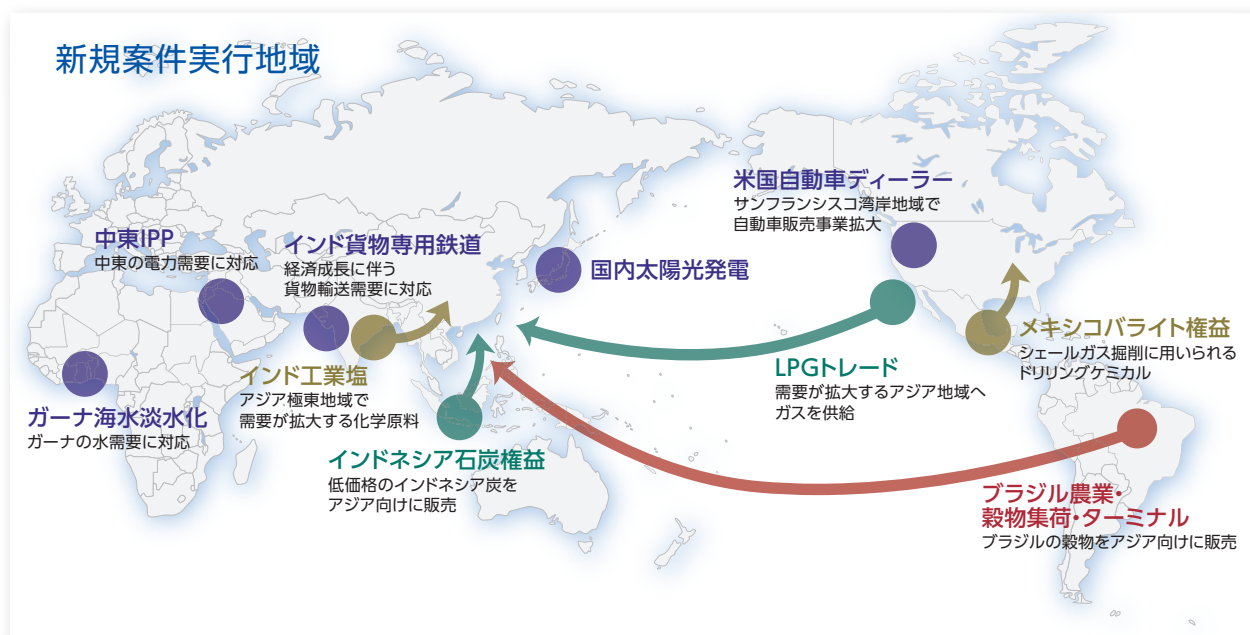 新規案件実行地域
中東IPP
中東の電力需要に対応
インド貨物専用鉄道
経済成長に伴う
貨物輸送需要に対応
国内太陽光発電
米国自動車ディーラー
サンフランシスコ湾岸地域で
自動車販売事業拡大
ガーナ海水淡水化
ガーナの水需要に対応
インド工業塩
アジア極東地域で
需要が拡大する化学原料
インドネシア石炭権益
低価格のインドネシア炭を
アジア向けに販売
LPGトレード
需要が拡大するアジア地域へ
ガスを供給
メキシコバライト権益
シェールガス掘削に用いられる
ドリリングケミカル
ブラジル農業・
穀物集荷・ターミナル
ブラジルの穀物をアジア向けに販売